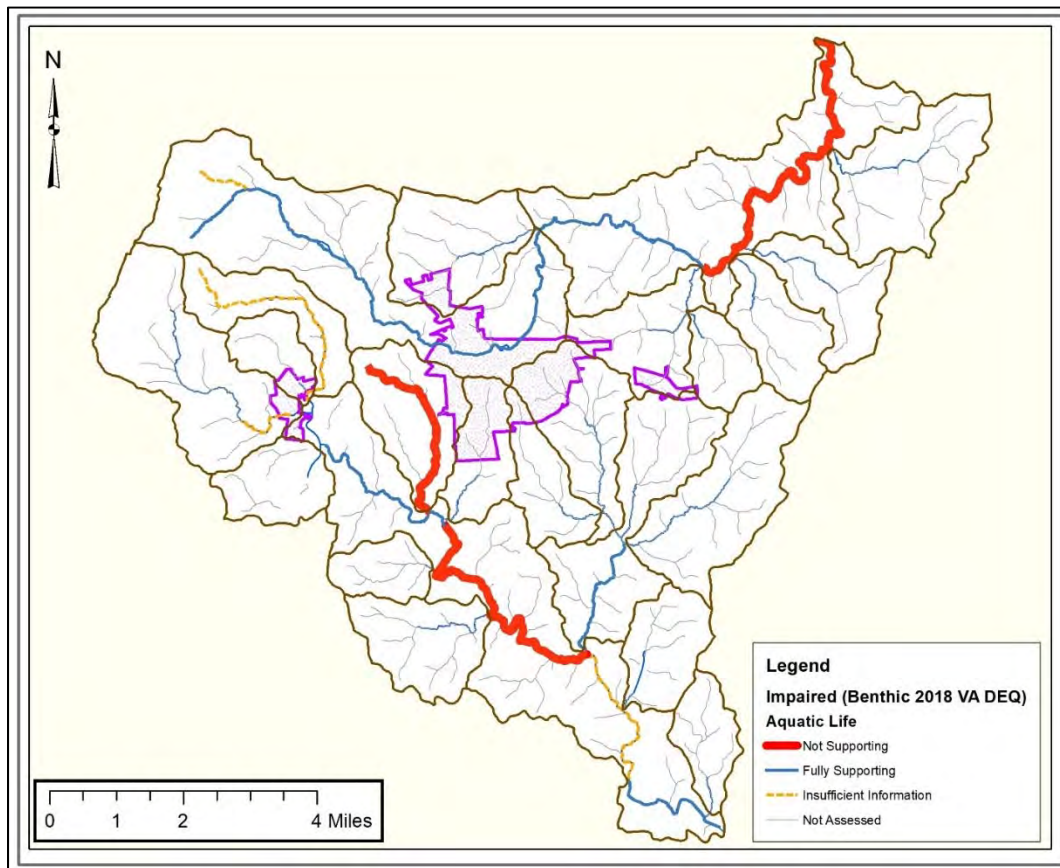 N
Legend
Impaired (Benthic 2018 VA DEQ)
Aquatic Life
Not Supporting
Fully Supporting
Insufficient Information
Not Assessed
0 1 2 4 Miles